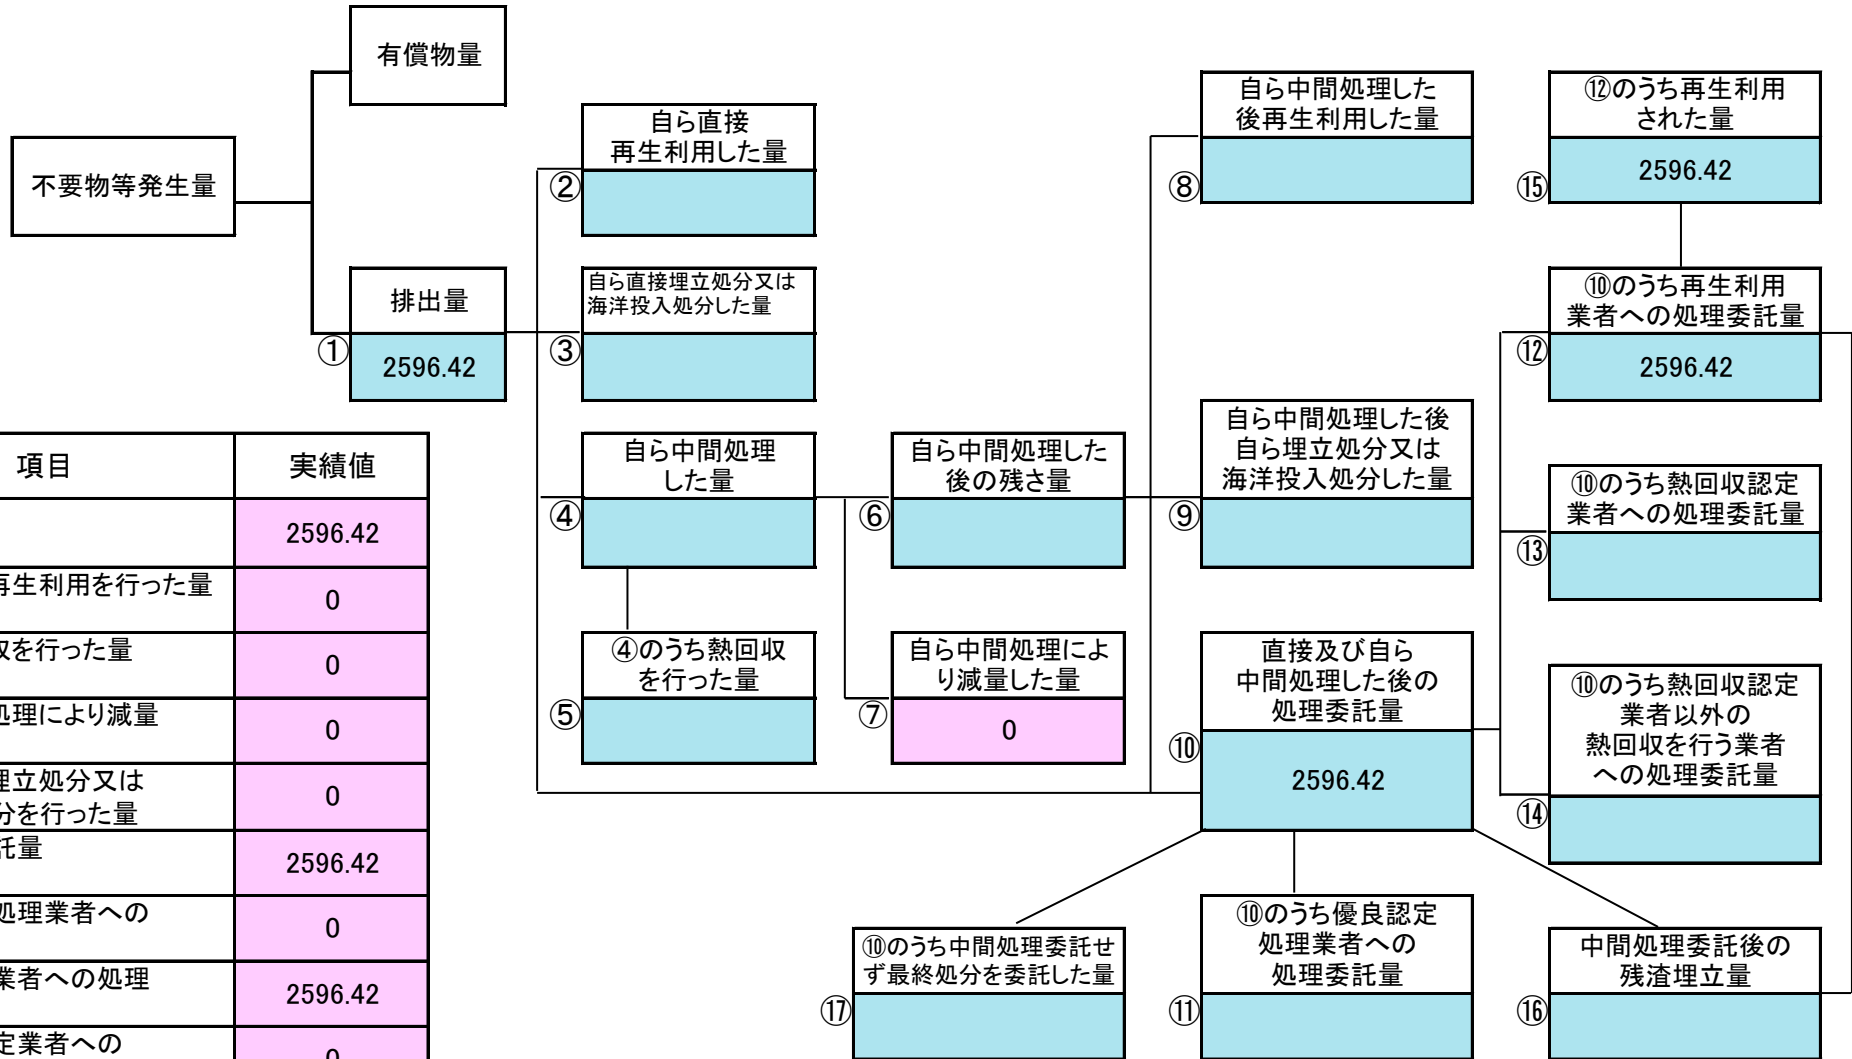 有償物量
不要物等発生量
排出量
①
2596.42
自ら直接
再生利用した量
②
自ら直接埋立処分又は
海洋投入処分した量
③
自ら中間処理
した量
④
④のうち熱回収
を行った量
⑤
自ら中間処理した
後の残さ量
⑥
自ら中間処理によ
り減量した量
⑦
0
自ら中間処理した
後再生利用した量
⑧
自ら中間処理した後
自ら埋立処分又は
海洋投入処分した量
⑨
直接及び自ら
中間処理した後の
処理委託量
⑩
2596.42
⑩のうち優良認定
処理業者への
処理委託量
⑪
⑫のうち再生利用
された量
⑮
2596.42
⑩のうち再生利用
業者への処理委託量
⑫
2596.42
⑩のうち熱回収認定
業者への処理委託量
⑬
⑩のうち熱回収認定
業者以外の
熱回収を行う業者
への処理委託量
⑭
中間処理委託後の
残渣埋立量
⑯
⑩のうち中間処理委託せ
ず最終処分を委託した量
⑰
項目 実績値
2596.42
再生利用を行った量
0
を行った量
0
処理により減量
0
埋立処分又は
分を行った量
0
託量
2596.42
処理業者への
0
業者への処理
2596.42
定業者への
0